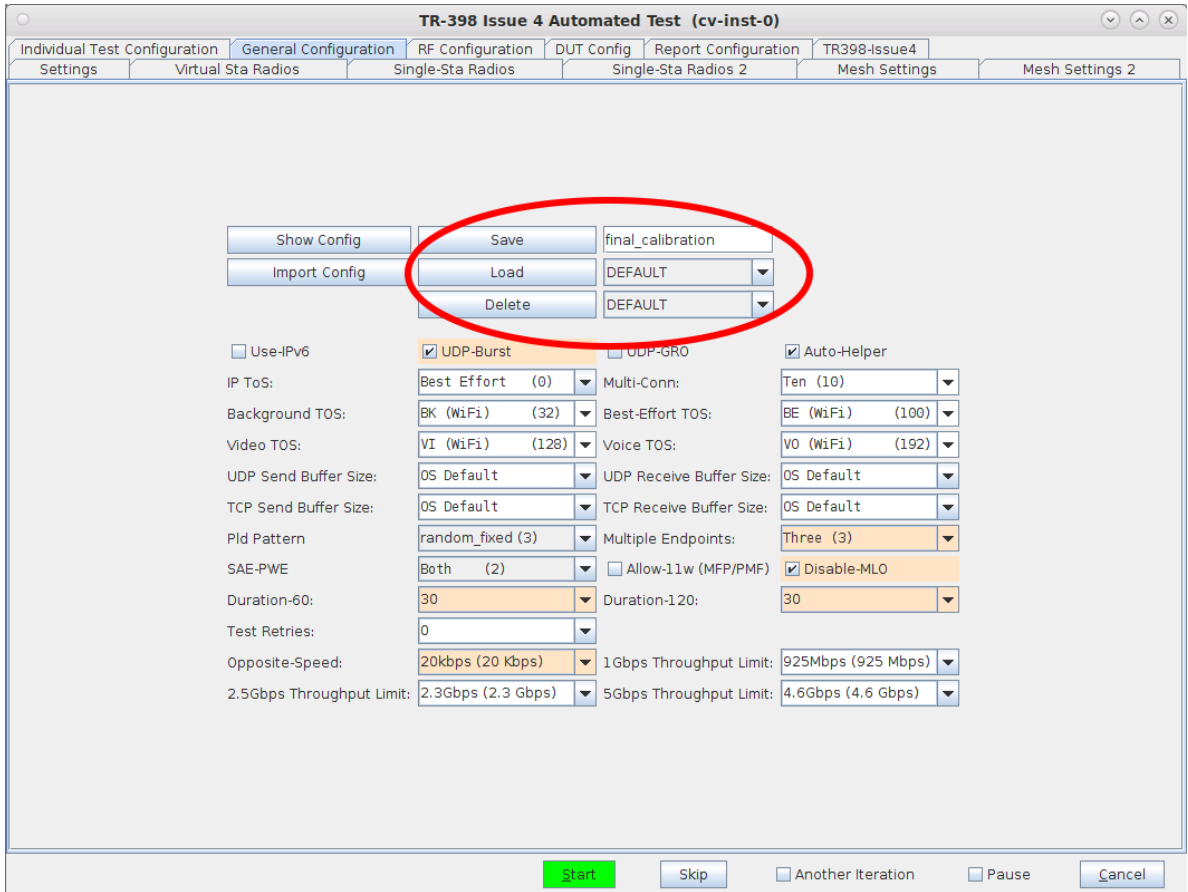 TR-398 Issue 4 Automated Test (cv-inst-0)
Individual Test Configuration General Configuration RF Configuration DUT Config Report Configuration TR398-Issue4
Settings Virtual Sta Radios Single-Sta Radios Single-Sta Radios 2 Mesh Settings Mesh Settings 2
Show Config Save final_calibration
Import Config Load DEFAULT
Delete DEFAULT
Use-IPv6 UDP-Burst UDP-GRO Auto-Helper
IP ToS: Best Effort (0) Multi-Conn: Ten (10)
Background TOS: BK (WiFi) (32) Best-Effort TOS: BE (WiFi) (100)
Video TOS: VI (WiFi) (128) Voice TOS: VO (WiFi) (192)
UDP Send Buffer Size: OS Default UDP Receive Buffer Size: OS Default
TCP Send Buffer Size: OS Default TCP Receive Buffer Size: OS Default
Pld Pattern random_fixed (3) Multiple Endpoints: Three (3)
SAE-PWE Both (2) Allow-11w (MFP/PMF) Disable-MLO
Duration-60: 30 Duration-120: 30
Test Retries: 0
Opposite-Speed: 20kbps (20 Kbps) 1Gbps Throughput Limit: 925Mbps (925 Mbps)
2.5Gbps Throughput Limit: 2.3Gbps (2.3 Gbps) 5Gbps Throughput Limit: 4.6Gbps (4.6 Gbps)
Start Skip Another Iteration Pause Cancel